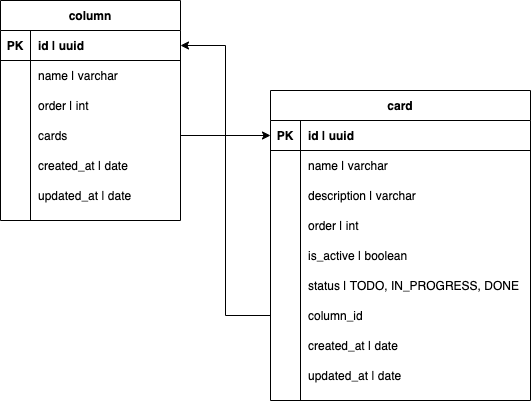 column
PK id | uuid
name | varchar
order | int
cards
created_at | date
updated_at | date
card
PK id | uuid
name | varchar
description | varchar
order | int
is_active | boolean
status | TODO, IN_PROGRESS, DONE
column_id
created_at | date
updated_at | date